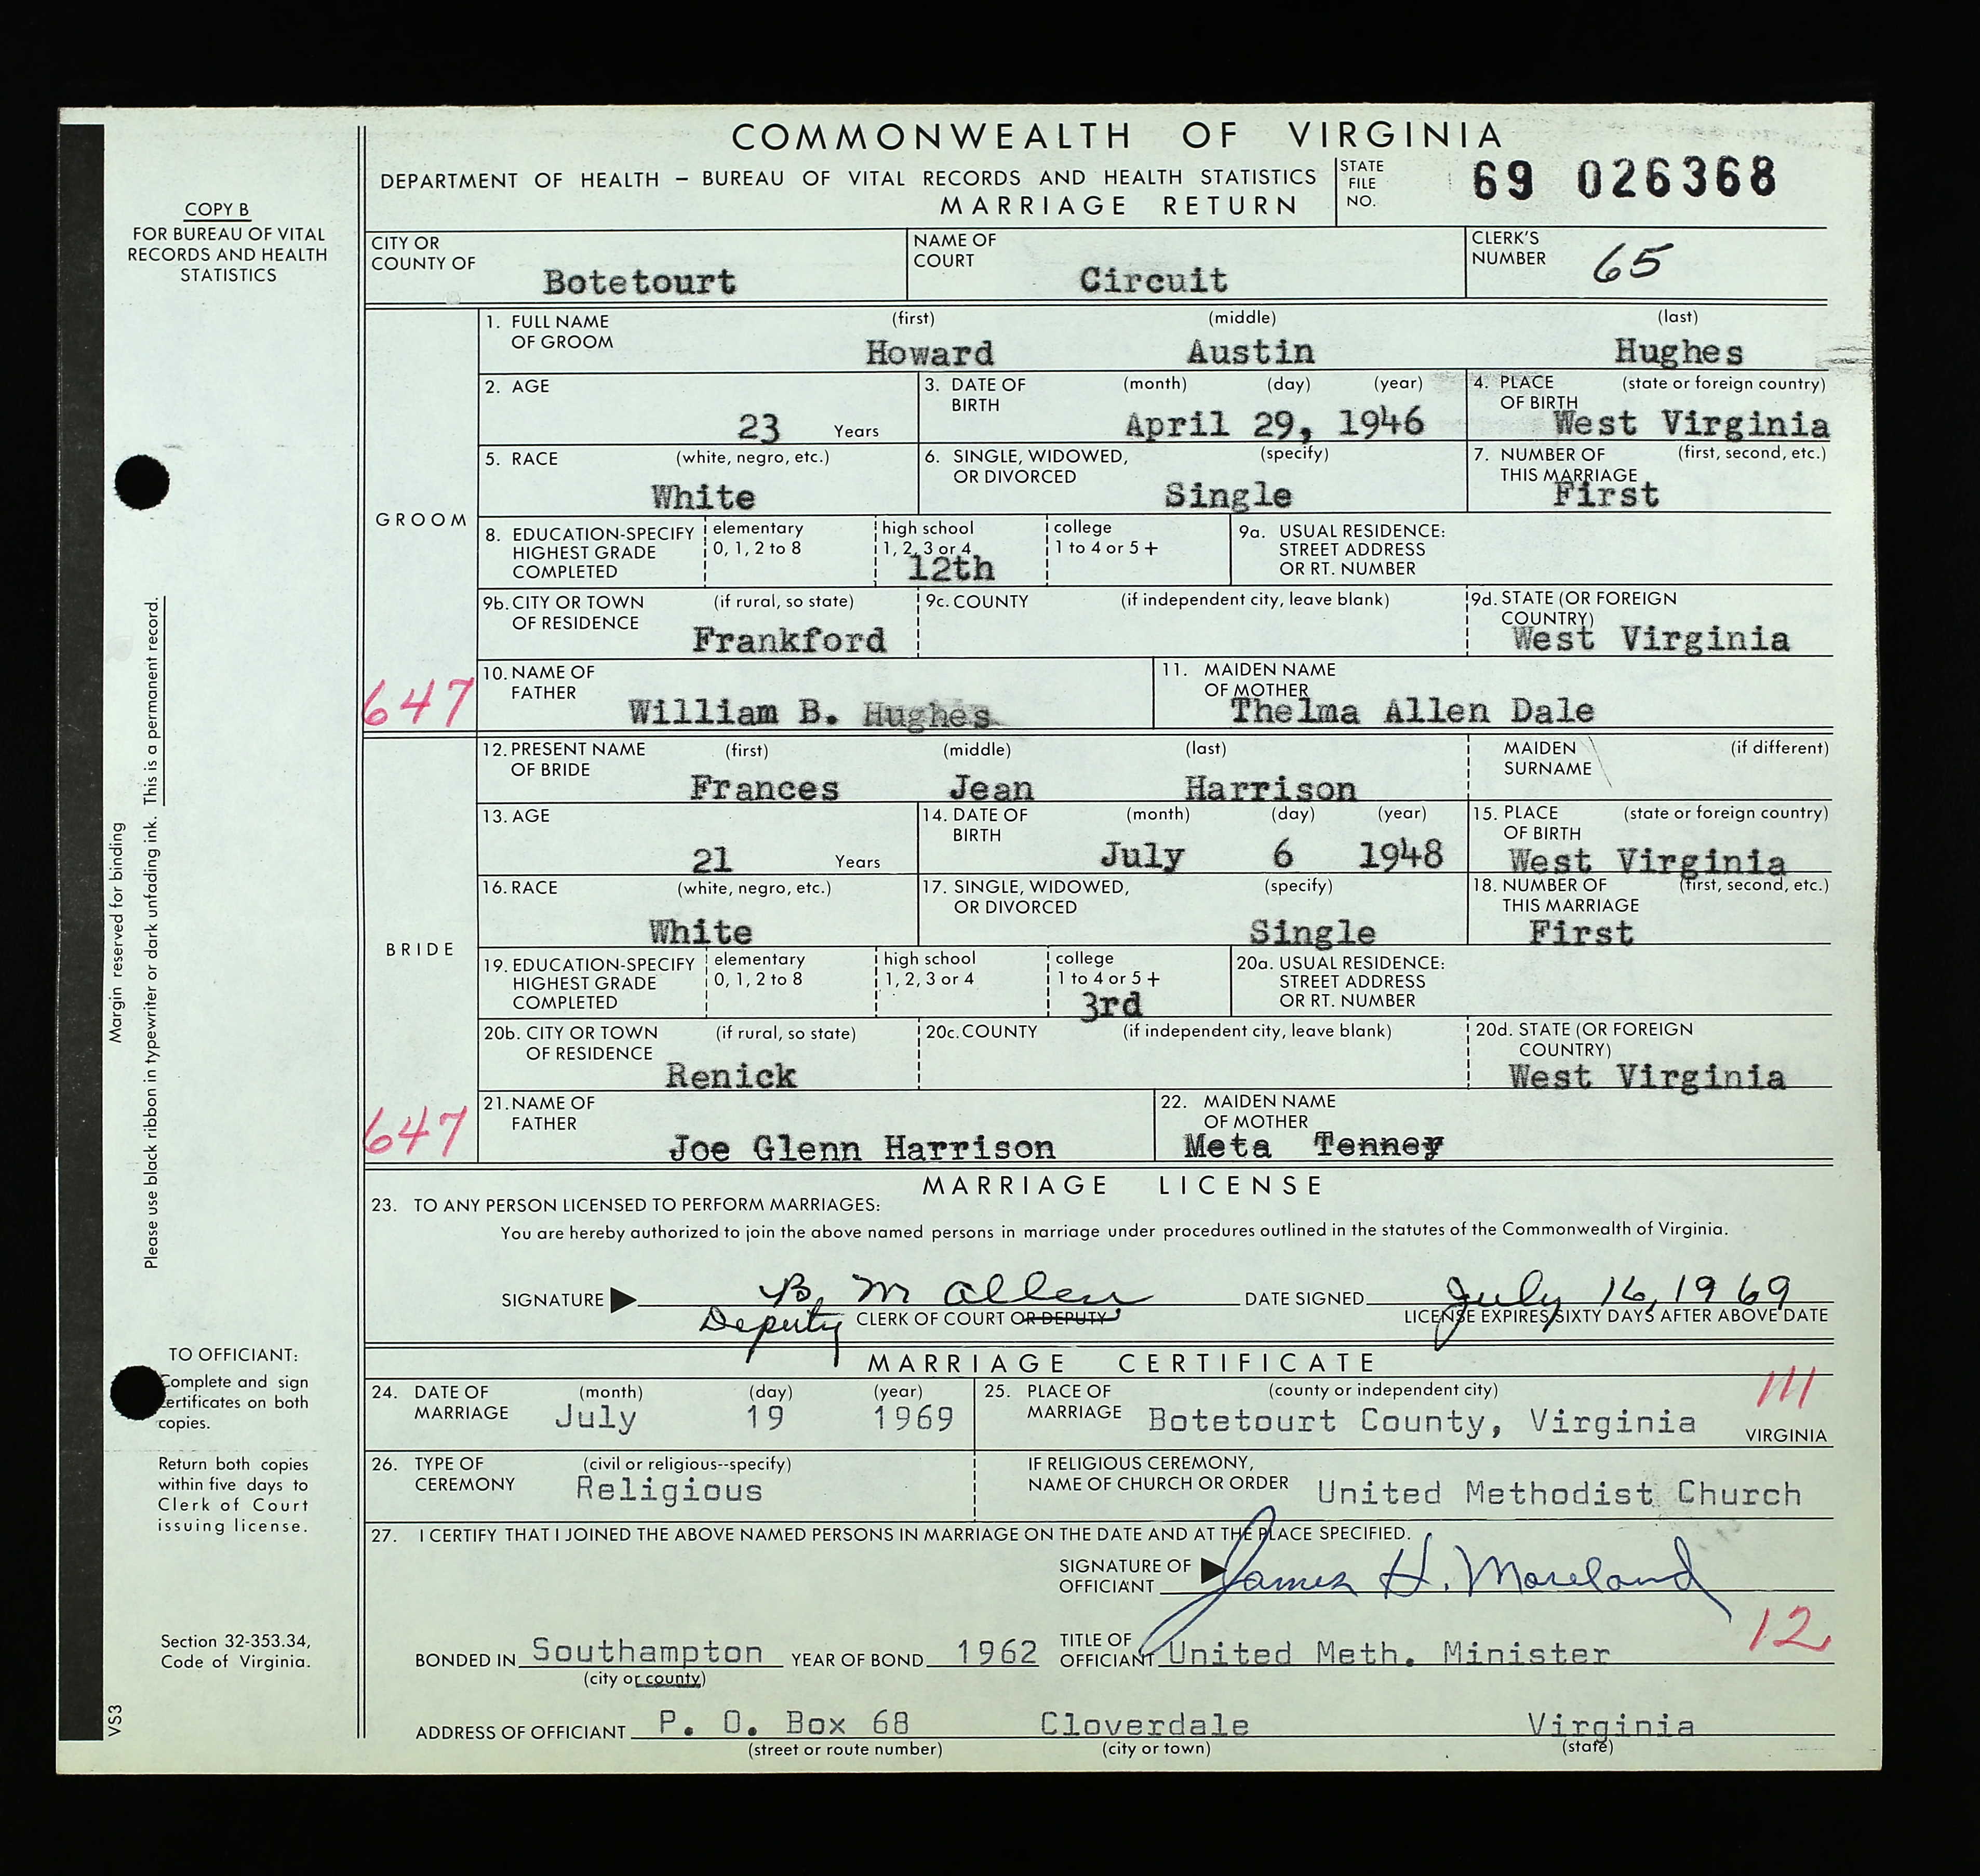 COMMONWEALTH OF VIRGINIA
DEPARTMENT OF HEALTH – BUREAU OF VITAL RECORDS AND HEALTH STATISTICS
MARRIAGE RETURN
STATE FILE NO. 69 026368
COPY B
FOR BUREAU OF VITAL
RECORDS AND HEALTH
STATISTICS
CITY OR COUNTY OF Botetourt
NAME OF COURT Circuit
CLERK'S NUMBER 65
GROOM
1. FULL NAME OF GROOM (first) Howard (middle) Austin (last) Hughes
2. AGE 23 Years
3. DATE OF BIRTH (month) (day) (year) April 29, 1946
4. PLACE OF BIRTH (state or foreign country) West Virginia
5. RACE (white, negro, etc.) White
6. SINGLE, WIDOWED, OR DIVORCED (specify) Single
7. NUMBER OF THIS MARRIAGE (first, second, etc.) First
8. EDUCATION-SPECIFY HIGHEST GRADE COMPLETED
elementary 0, 1, 2 to 8
high school 1, 2, 3 or 4 12th
college 1 to 4 or 5 +
9a. USUAL RESIDENCE: STREET ADDRESS OR RT. NUMBER
9b. CITY OR TOWN OF RESIDENCE (if rural, so state) Frankford
9c. COUNTY (if independent city, leave blank)
9d. STATE (OR FOREIGN COUNTRY) West Virginia
647
10. NAME OF FATHER William B. Hughes
11. MAIDEN NAME OF MOTHER Thelma Allen Dale
BRIDE
12. PRESENT NAME OF BRIDE (first) Frances (middle) Jean (last) Harrison
MAIDEN SURNAME (if different)
13. AGE 21 Years
14. DATE OF BIRTH (month) July (day) 6 (year) 1948
15. PLACE OF BIRTH (state or foreign country) West Virginia
16. RACE (white, negro, etc.) White
17. SINGLE, WIDOWED, OR DIVORCED (specify) Single
18. NUMBER OF THIS MARRIAGE (first, second, etc.) First
19. EDUCATION-SPECIFY HIGHEST GRADE COMPLETED
elementary 0, 1, 2 to 8
high school 1, 2, 3 or 4
college 1 to 4 or 5 + 3rd
20a. USUAL RESIDENCE: STREET ADDRESS OR RT. NUMBER
20b. CITY OR TOWN OF RESIDENCE (if rural, so state) Renick
20c. COUNTY (if independent city, leave blank)
20d. STATE (OR FOREIGN COUNTRY) West Virginia
647
21. NAME OF FATHER Joe Glenn Harrison
22. MAIDEN NAME OF MOTHER Meta Tenney
MARRIAGE LICENSE
23. TO ANY PERSON LICENSED TO PERFORM MARRIAGES:
You are hereby authorized to join the above named persons in marriage under procedures outlined in the statutes of the Commonwealth of Virginia.
SIGNATURE B. M Allen DATE SIGNED July 16, 1969
Deputy CLERK OF COURT OR DEPUTY LICENSE EXPIRES SIXTY DAYS AFTER ABOVE DATE
MARRIAGE CERTIFICATE
24. DATE OF MARRIAGE (month) July (day) 19 (year) 1969
25. PLACE OF MARRIAGE (county or independent city) Botetourt County, Virginia VIRGINIA
111
26. TYPE OF CEREMONY (civil or religious--specify) Religious
IF RELIGIOUS CEREMONY, NAME OF CHURCH OR ORDER United Methodist Church
27. I CERTIFY THAT I JOINED THE ABOVE NAMED PERSONS IN MARRIAGE ON THE DATE AND AT THE PLACE SPECIFIED.
SIGNATURE OF OFFICIANT James H. Moreland
12
BONDED IN Southampton (city or county) YEAR OF BOND 1962 TITLE OF OFFICIANT United Meth. Minister
ADDRESS OF OFFICIANT P. O. Box 68 Cloverdale Virginia
(street or route number) (city or town) (state)
Margin reserved for binding
Please use black ribbon in typewriter or dark unfading ink. This is a permanent record.
TO OFFICIANT:
Complete and sign
certificates on both
copies.
Return both copies
within five days to
Clerk of Court
issuing license.
Section 32-353.34,
Code of Virginia.
VS3